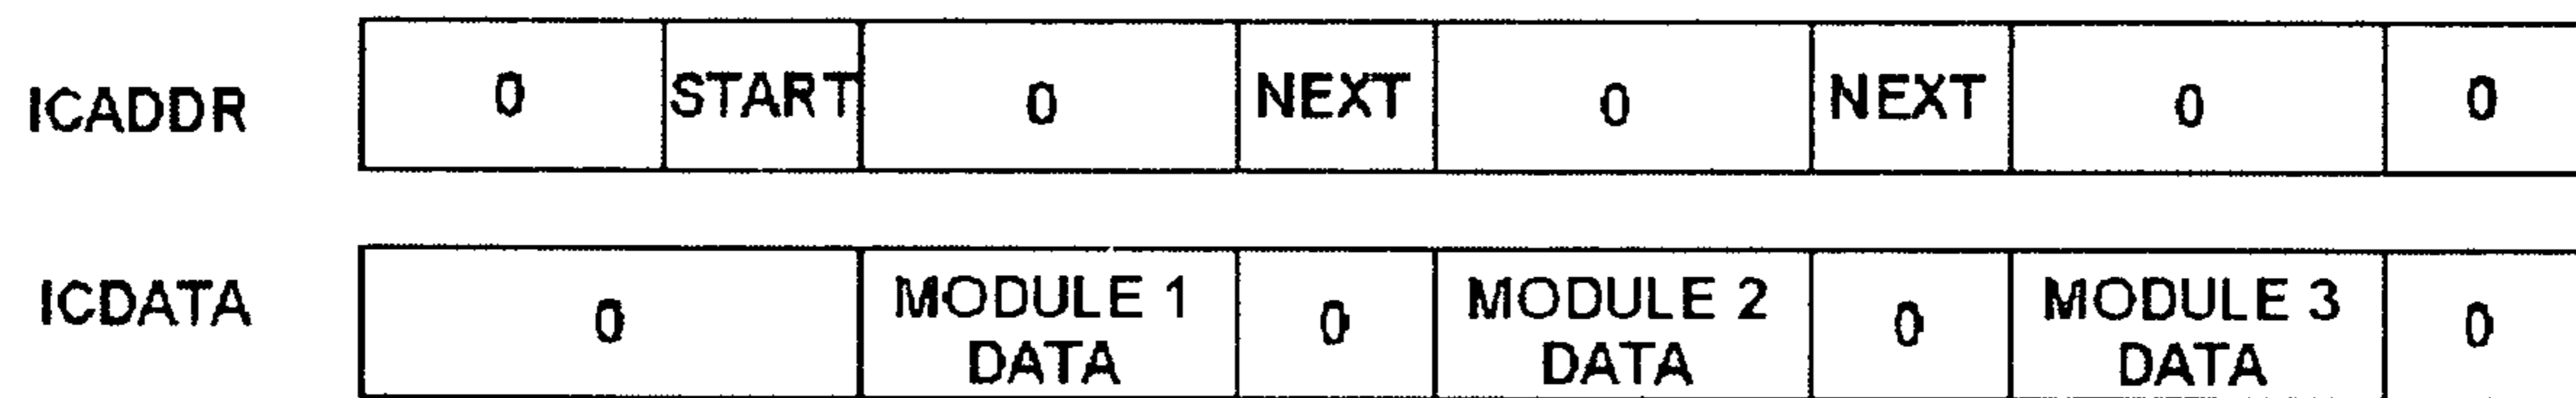 ICADDR 0 START 0 NEXT 0 NEXT 0 0
ICDATA 0 MODULE 1 DATA 0 MODULE 2 DATA 0 MODULE 3 DATA 0